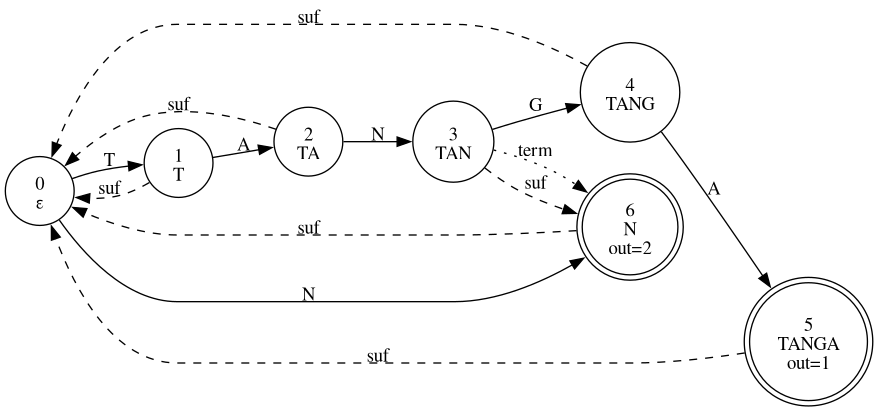 suf
4
TANG
suf
G
2
TA
3
TAN
N
A
T
1
T
term
suf
suf
0
ε
A
6
N
out=2
suf
N
5
TANGA
out=1
suf